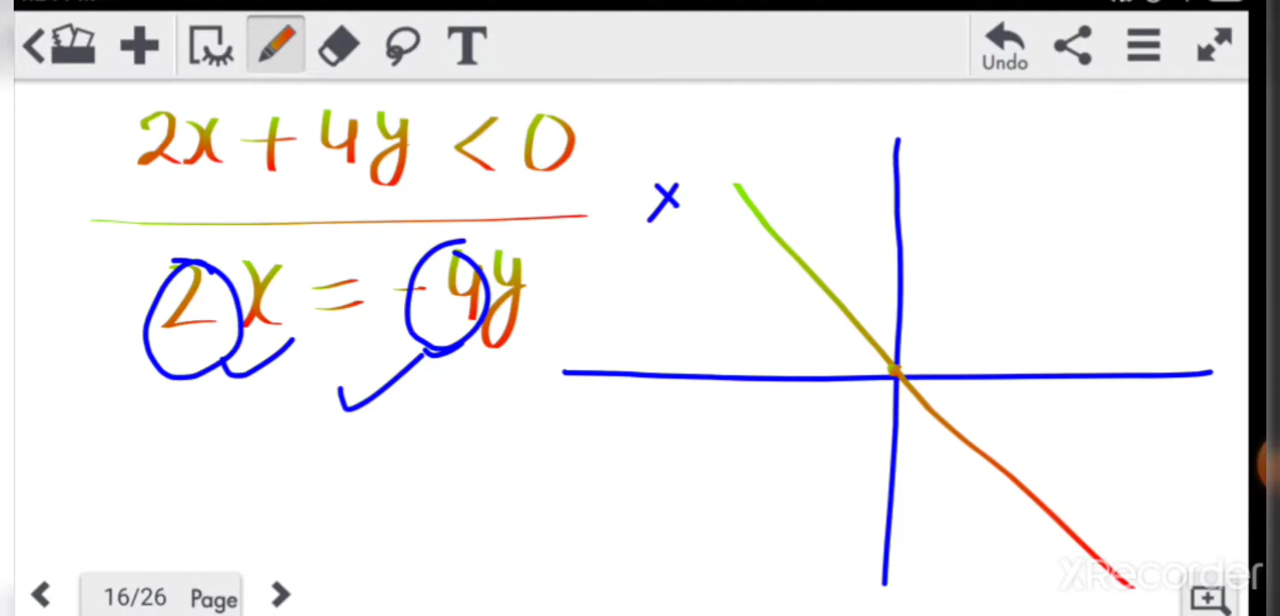 T
Undo
2x + 4y < 0
×
2x = -4y
16/26 Page
XRecorder